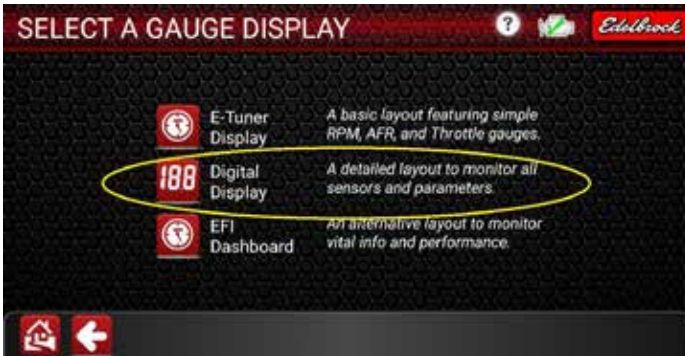 SELECT A GAUGE DISPLAY
?
Edelbrock
E-Tuner
Display
A basic layout featuring simple
RPM, AFR, and Throttle gauges.
188
Digital
Display
A detailed layout to monitor all
sensors and parameters.
EFI
Dashboard
An alternative layout to monitor
vital info and performance.